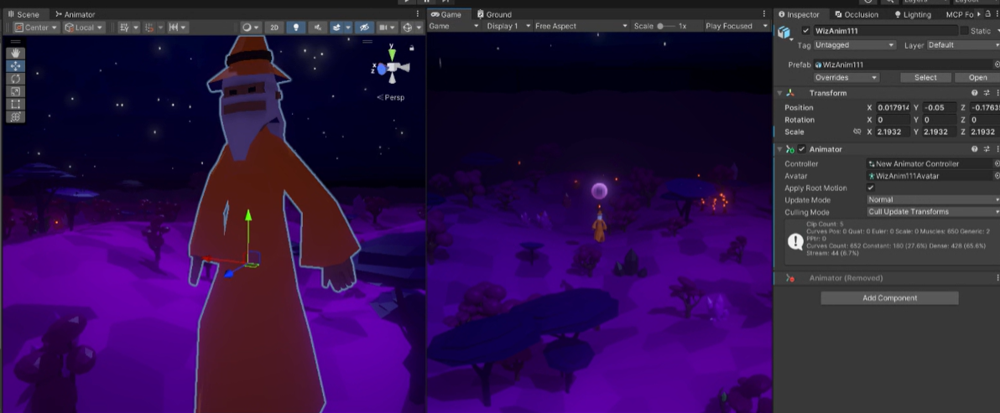 Scene Animator
Center Local 2D
y
x
z
Persp
Game Ground
Game Display 1 Free Aspect Scale 1x Play Focused
Layers Layout
Inspector Occlusion Lighting MCP Fo
WizAnim111 Static
Tag Untagged Layer Default
Prefab WizAnim111
Overrides Select Open
Transform
Position X 0.017914 Y -0.05 Z -0.1763
Rotation X 0 Y 0 Z 0
Scale X 2.1932 Y 2.1932 Z 2.1932
Animator
Controller New Animator Controller
Avatar WizAnim111Avatar
Apply Root Motion
Update Mode Normal
Culling Mode Cull Update Transforms
Clip Count: 5
Curves Pos: 0 Quat: 0 Euler: 0 Scale: 0 Muscles: 650 Generic: 2
PPtr: 0
Curves Count: 652 Constant: 180 (27.6%) Dense: 428 (65.6%)
Stream: 44 (6.7%)
Animator (Removed)
Add Component